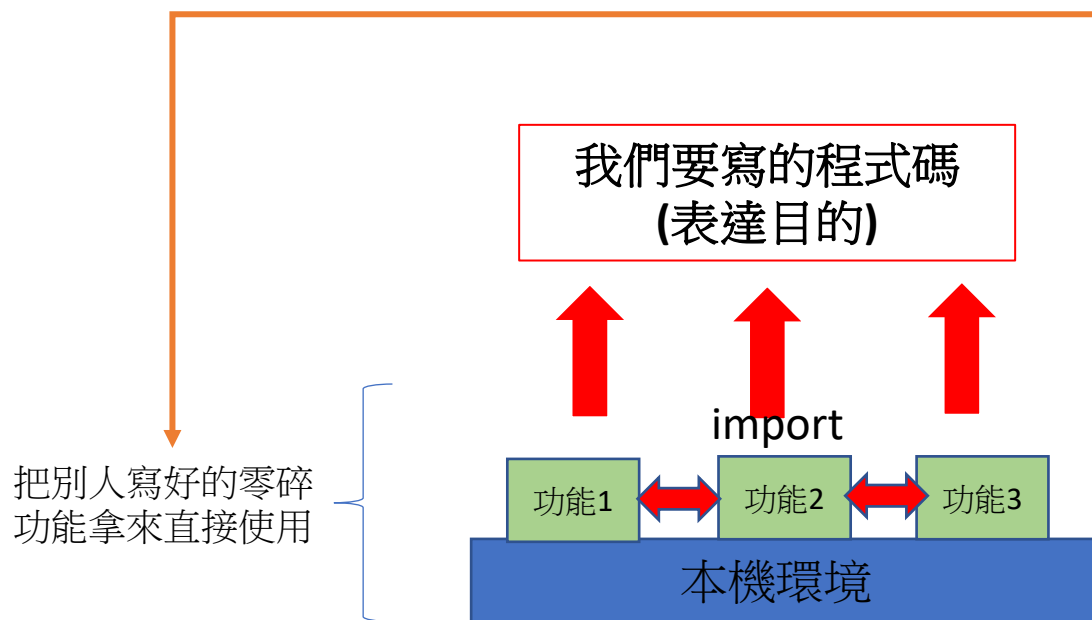 我們要寫的程式碼
(表達目的)
import
把別人寫好的零碎
功能拿來直接使用
功能1
功能2
功能3
本機環境